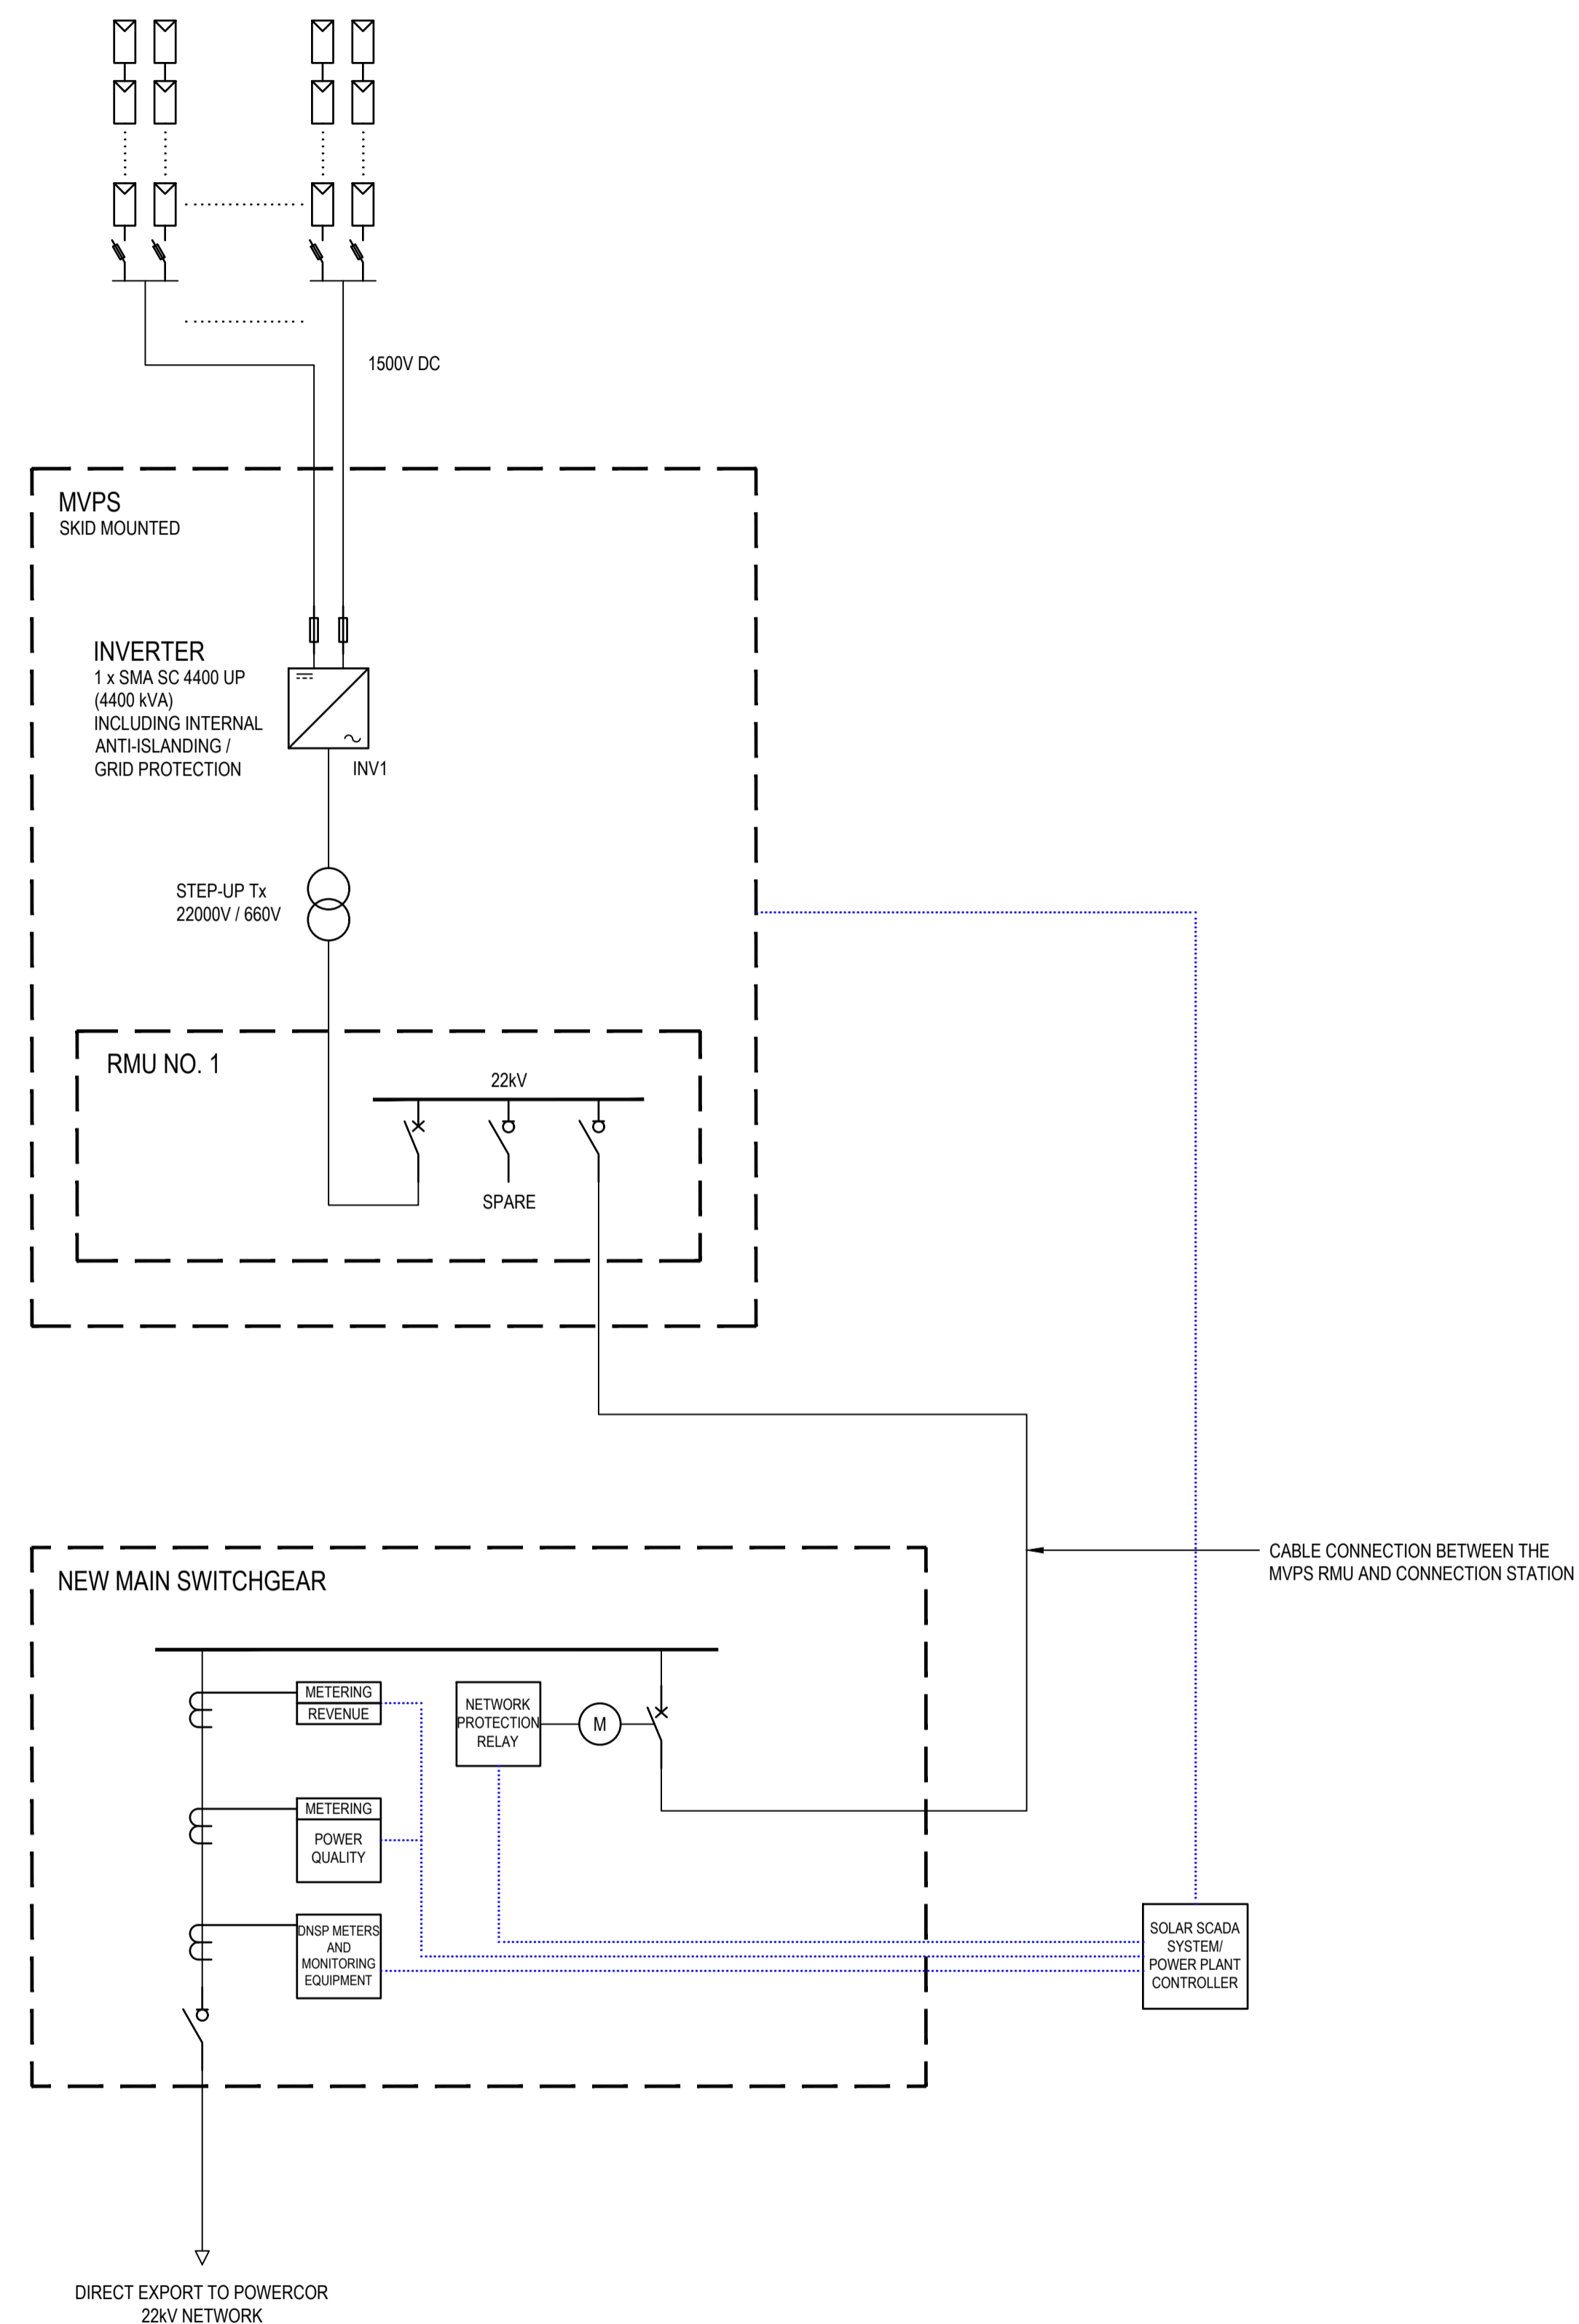 1500V DC
MVPS
SKID MOUNTED
INVERTER
1 x SMA SC 4400 UP
(4400 kVA)
INCLUDING INTERNAL
ANTI-ISLANDING /
GRID PROTECTION
INV1
STEP-UP Tx
22000V / 660V
RMU NO. 1
22kV
SPARE
CABLE CONNECTION BETWEEN THE
MVPS RMU AND CONNECTION STATION
NEW MAIN SWITCHGEAR
METERING
REVENUE
NETWORK
PROTECTION
RELAY
M
METERING
POWER
QUALITY
DNSP METERS
AND
MONITORING
EQUIPMENT
SOLAR SCADA
SYSTEM/
POWER PLANT
CONTROLLER
DIRECT EXPORT TO POWERCOR
22kV NETWORK